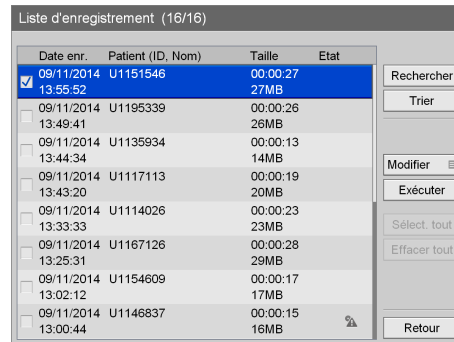 Liste d'enregistrement (16/16)
Date enr. Patient (ID, Nom) Taille Etat
09/11/2014 U1151546 00:00:27
13:55:52 27MB
09/11/2014 U1195339 00:00:26
13:49:41 26MB
09/11/2014 U1135934 00:00:13
13:44:34 14MB
09/11/2014 U1117113 00:00:19
13:43:20 20MB
09/11/2014 U1114026 00:00:23
13:33:33 23MB
09/11/2014 U1167126 00:00:28
13:25:31 29MB
09/11/2014 U1154609 00:00:17
13:02:12 17MB
09/11/2014 U1146837 00:00:15
13:00:44 16MB
Rechercher
Trier
Modifier
Exécuter
Sélect. tout
Effacer tout
Retour